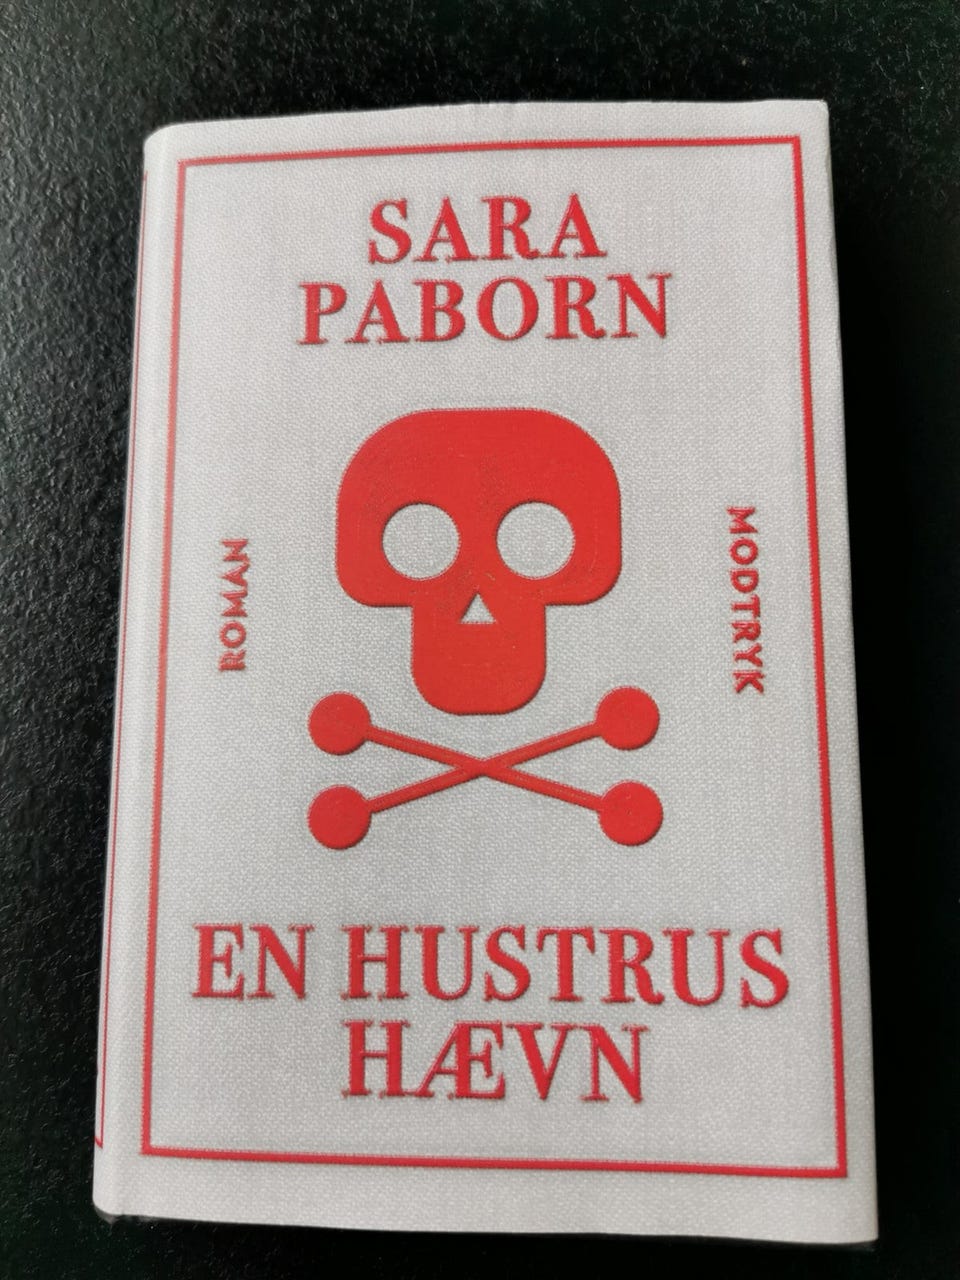 SARA
PABORN
ROMAN
MODTRYK
EN HUSTRUS
HÆVN